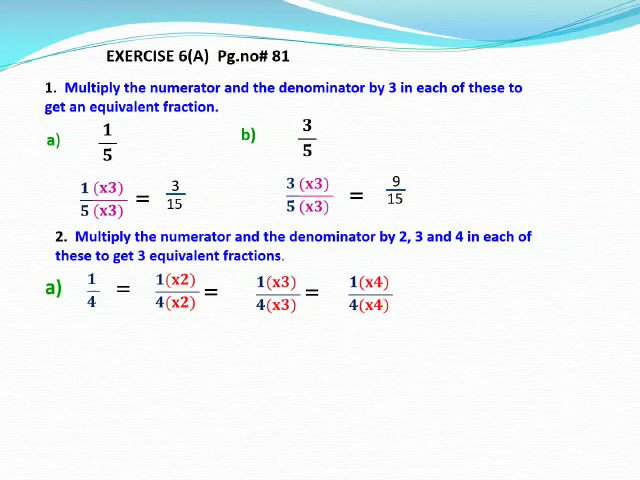 EXERCISE 6(A) Pg.no# 81
1. Multiply the numerator and the denominator by 3 in each of these to
get an equivalent fraction.
a) 1/5 b) 3/5
1 (x3)/5 (x3) = 3/15 3 (x3)/5 (x3) = 9/15
2. Multiply the numerator and the denominator by 2, 3 and 4 in each of
these to get 3 equivalent fractions.
a) 1/4 = 1(x2)/4(x2) = 1(x3)/4(x3) = 1(x4)/4(x4)